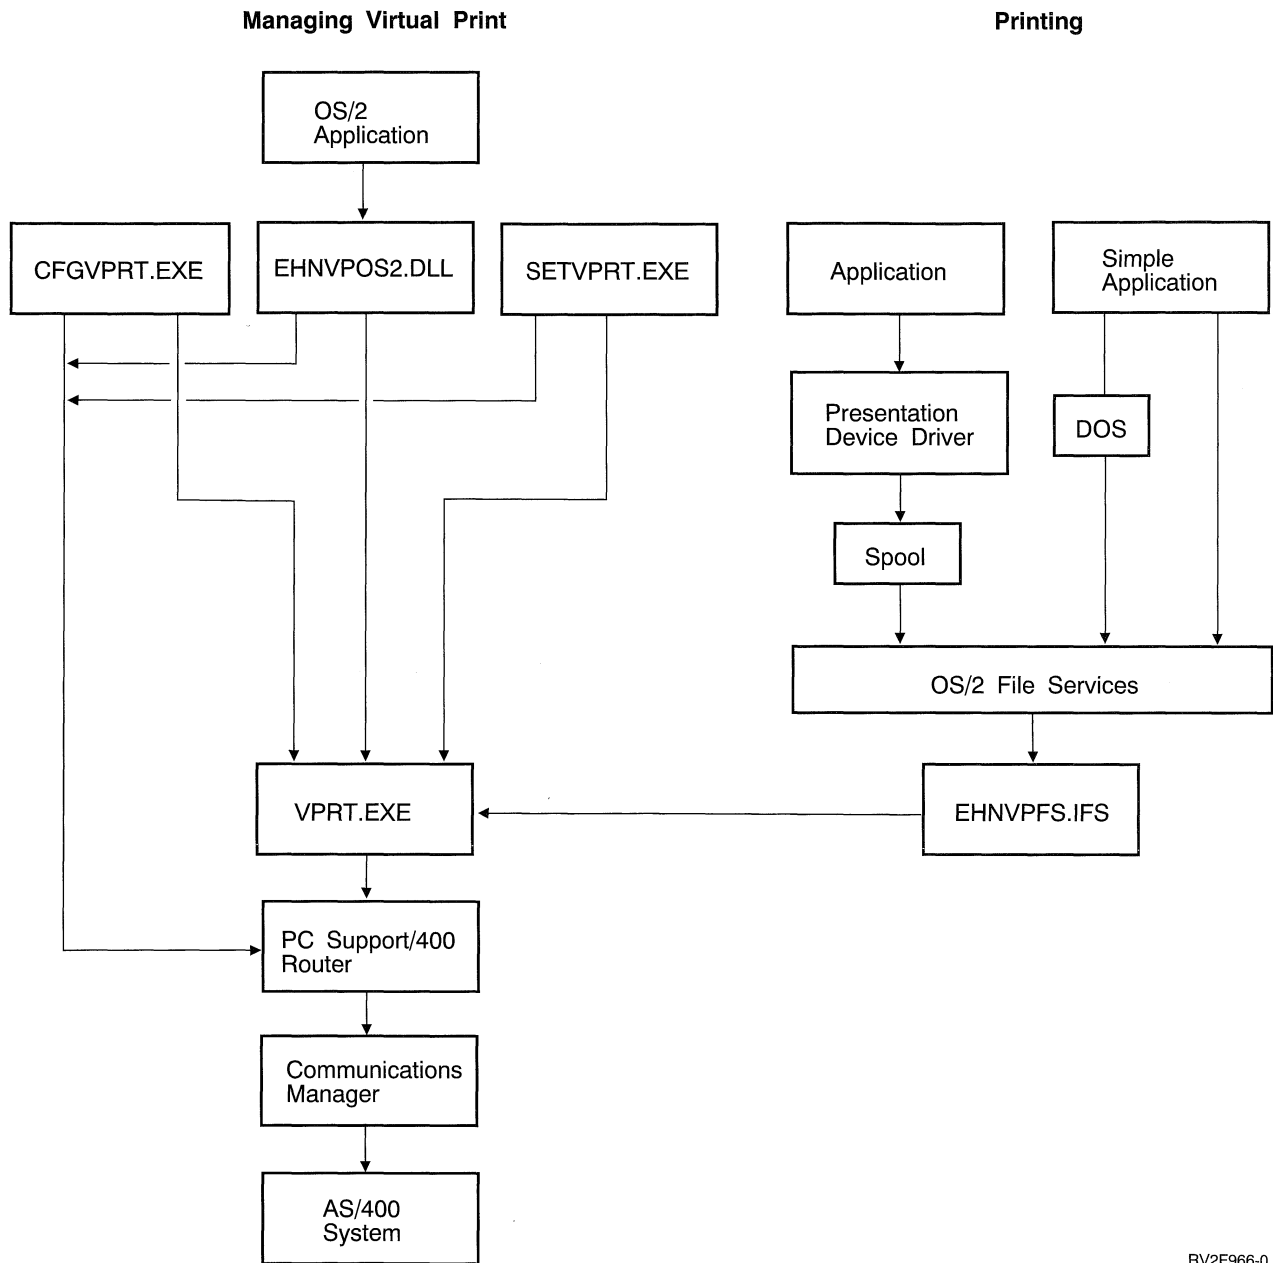 Managing Virtual Print
Printing
OS/2
Application
CFGVPRT.EXE
EHNVPOS2.DLL
SETVPRT.EXE
Application
Simple
Application
Presentation
Device Driver
DOS
Spool
OS/2 File Services
VPRT.EXE
EHNVPFS.IFS
PC Support/400
Router
Communications
Manager
AS/400
System
RV2F966-0